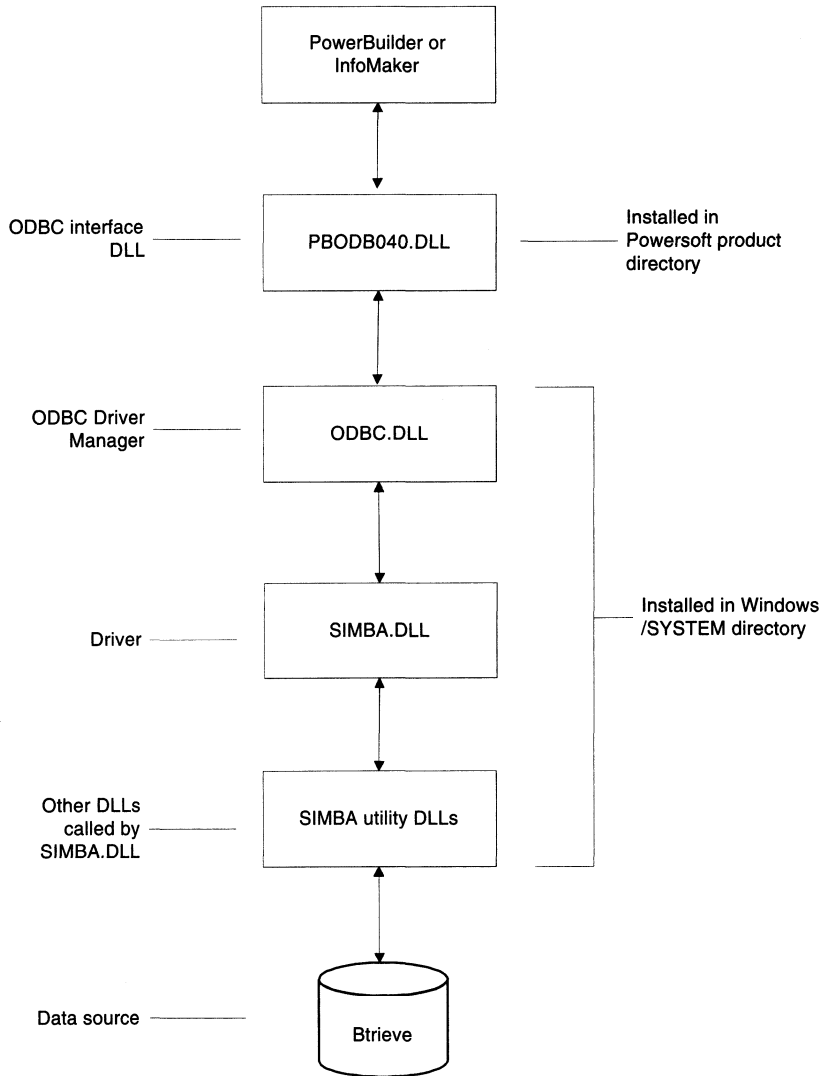 PowerBuilder or
InfoMaker
ODBC interface
DLL
PBODB040.DLL
Installed in
Powersoft product
directory
ODBC Driver
Manager
ODBC.DLL
Driver
SIMBA.DLL
Installed in Windows
/SYSTEM directory
Other DLLs
called by
SIMBA.DLL
SIMBA utility DLLs
Data source
Btrieve